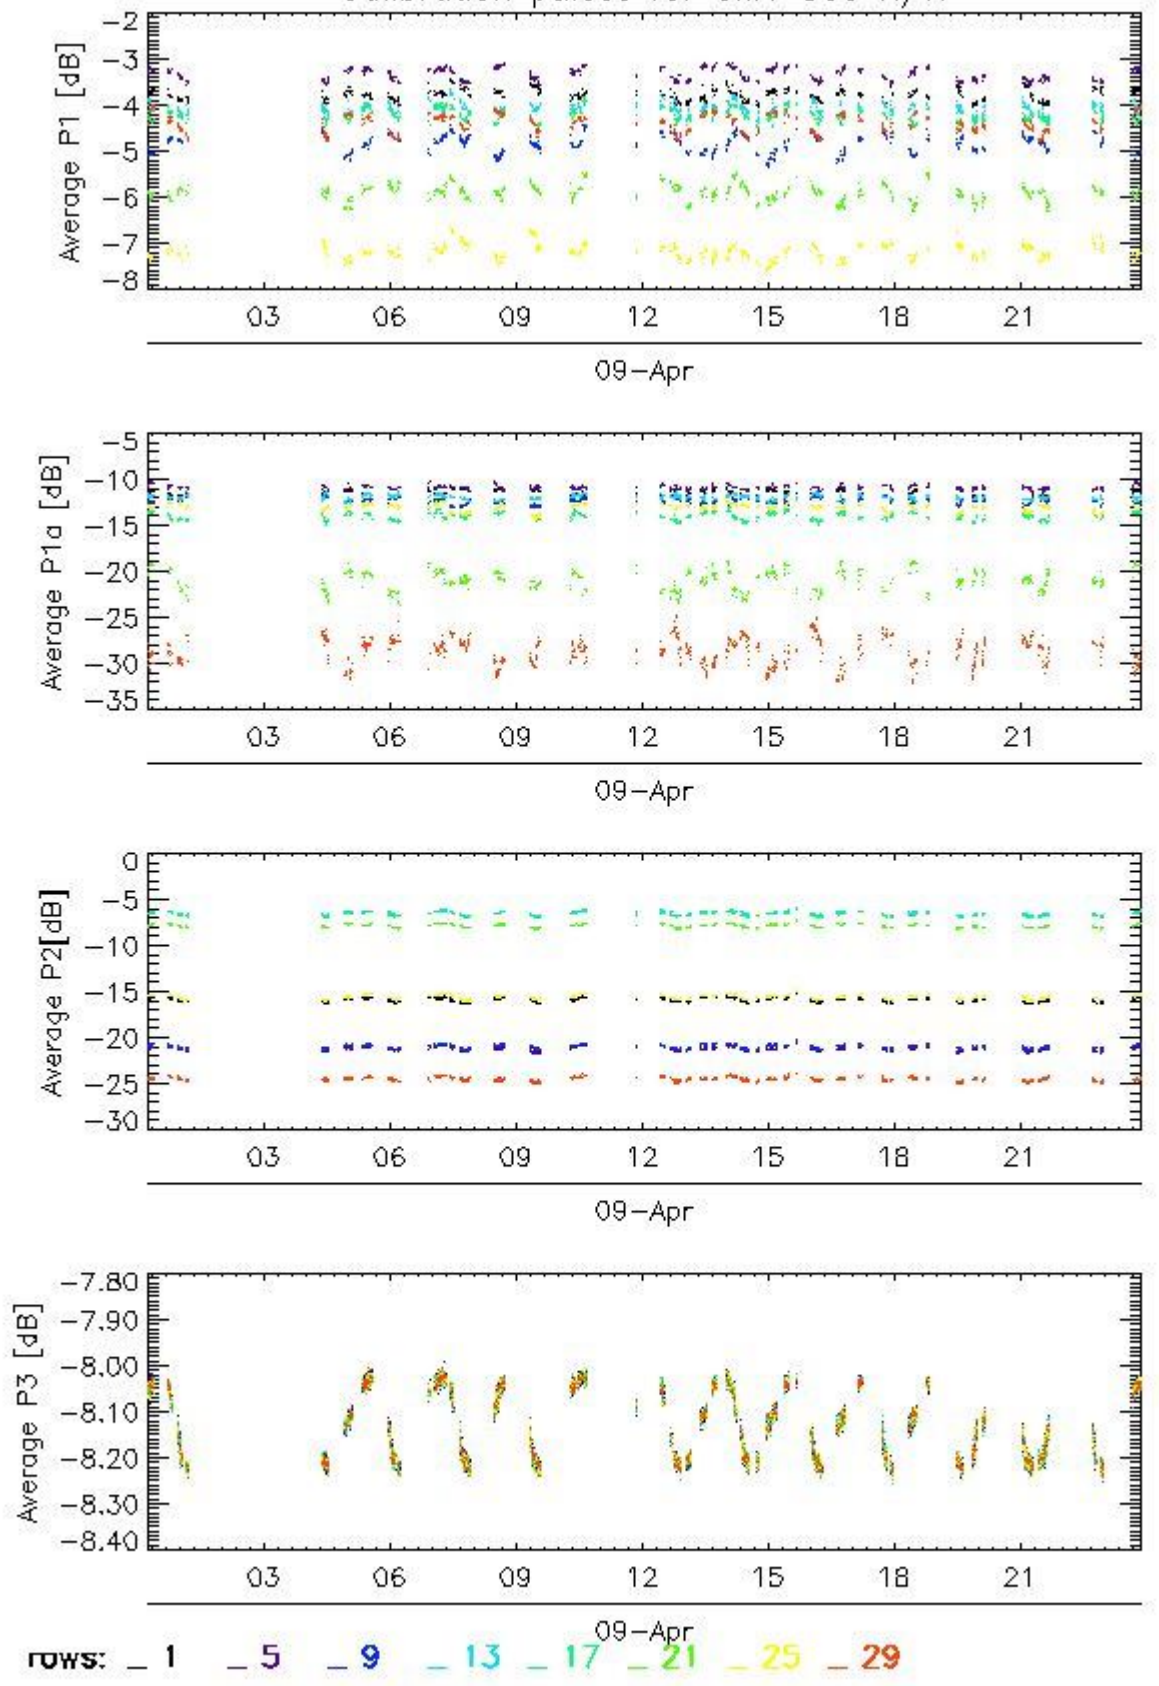 -2
-3
-4
-5
-6
-7
-8
Average P1 [dB]
03 06 09 12 15 18 21
09-Apr
-5
-10
-15
-20
-25
-30
-35
Average P1a [dB]
03 06 09 12 15 18 21
09-Apr
0
-5
-10
-15
-20
-25
-30
Average P2[dB]
03 06 09 12 15 18 21
09-Apr
-7.80
-7.90
-8.00
-8.10
-8.20
-8.30
-8.40
Average P3 [dB]
03 06 09 12 15 18 21
09-Apr
rows: _ 1 _ 5 _ 9 _ 13 _ 17 _ 21 _ 25 _ 29